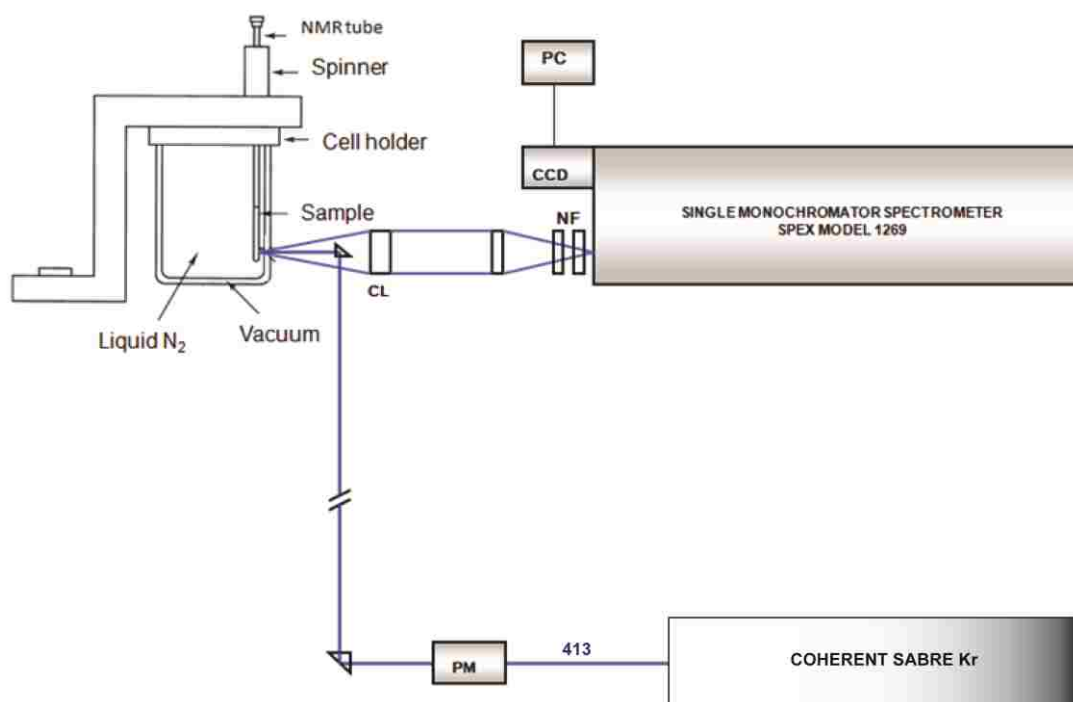 NMR tube
Spinner
Cell holder
Sample
Liquid N₂
Vacuum
PC
CCD
NF
SINGLE MONOCHROMATOR SPECTROMETER
SPEX MODEL 1269
CL
PM
413
COHERENT SABRE Kr